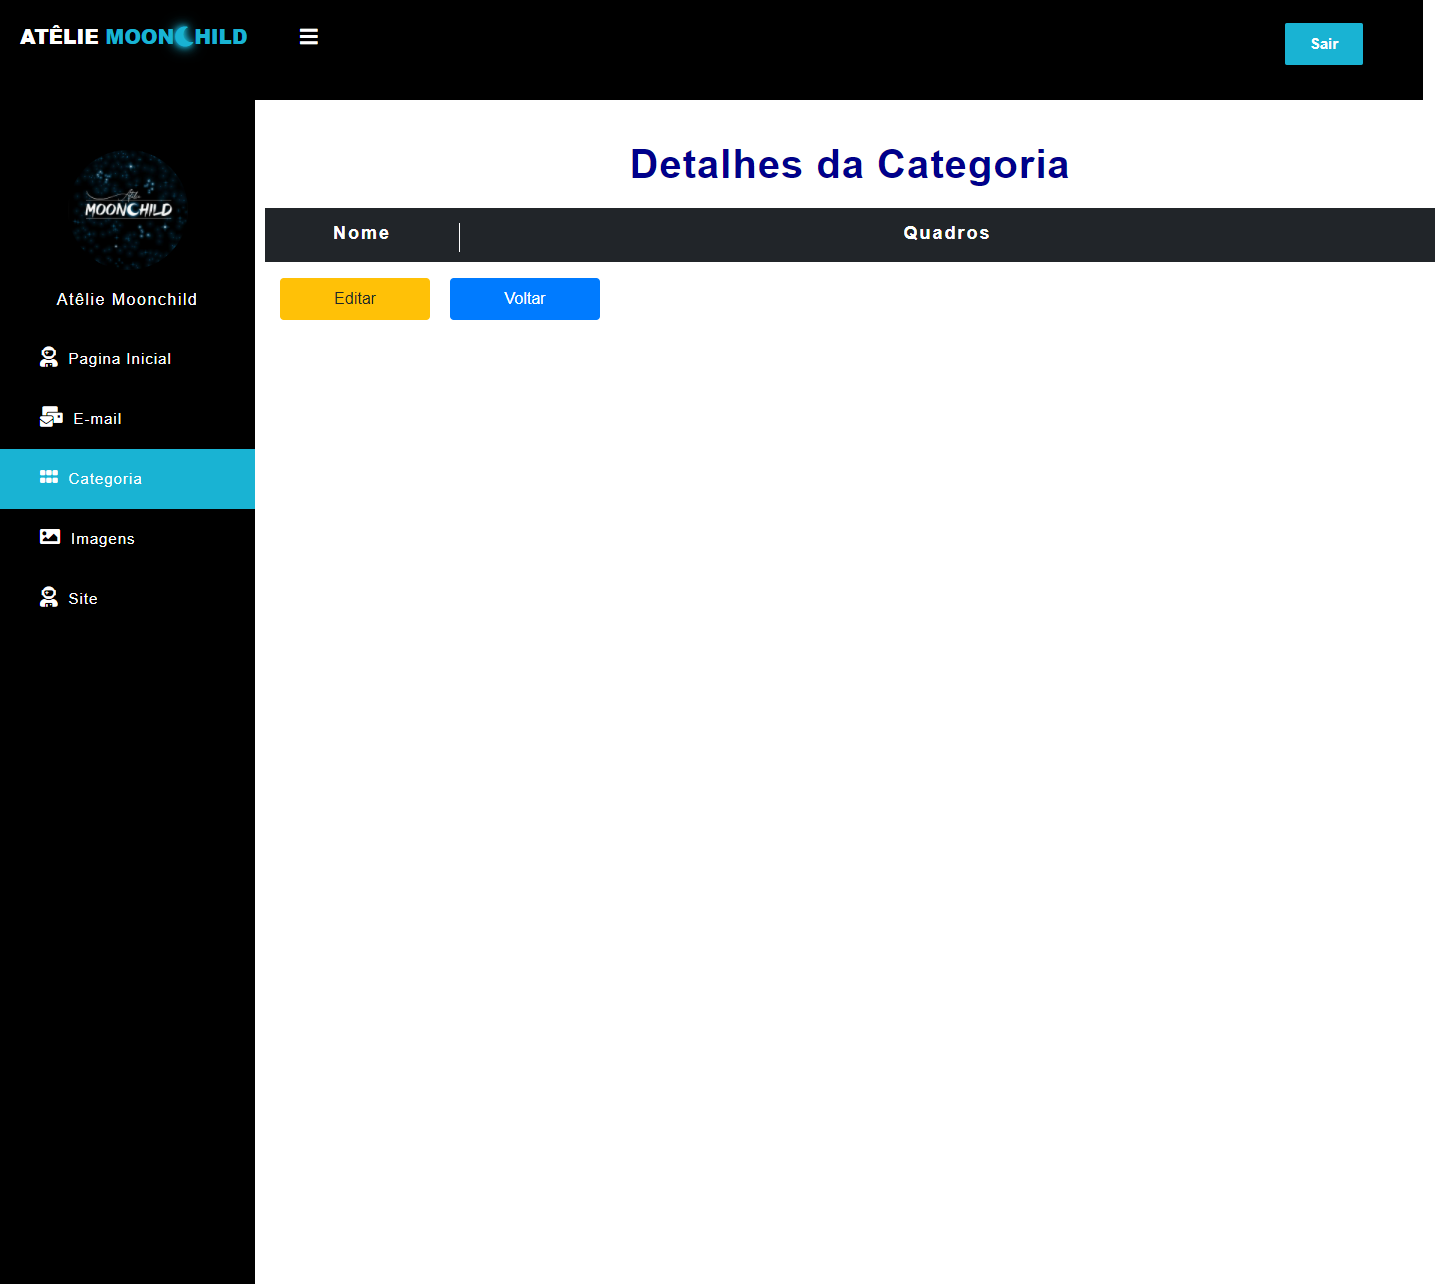 ATÊLIE MOONCHILD
Sair
Atêlie
MOONCHILD
Atêlie Moonchild
Pagina Inicial
E-mail
Categoria
Imagens
Site
Detalhes da Categoria
Nome Quadros
Editar Voltar